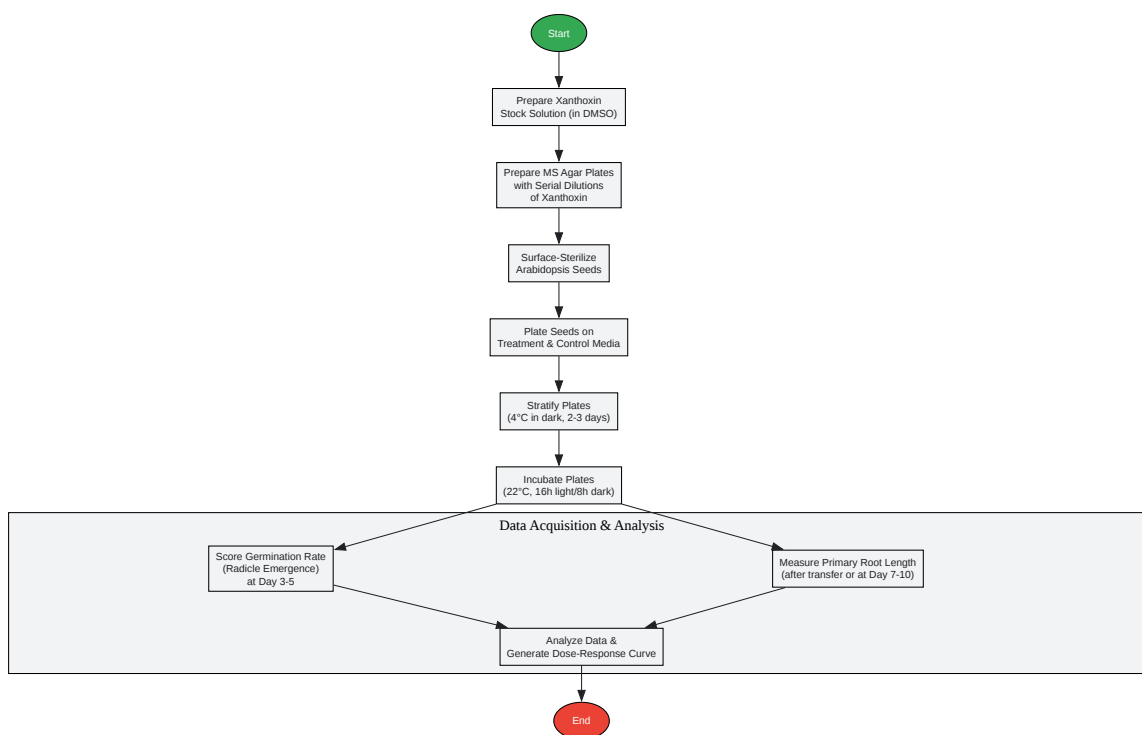 Start
Prepare Xanthoxin
Stock Solution (in DMSO)
Prepare MS Agar Plates
with Serial Dilutions
of Xanthoxin
Surface-Sterilize
Arabidopsis Seeds
Plate Seeds on
Treatment & Control Media
Stratify Plates
(4°C in dark, 2-3 days)
Incubate Plates
(22°C, 16h light/8h dark)
Data Acquisition & Analysis
Score Germination Rate
(Radicle Emergence)
at Day 3-5
Measure Primary Root Length
(after transfer or at Day 7-10)
Analyze Data &
Generate Dose-Response Curve
End